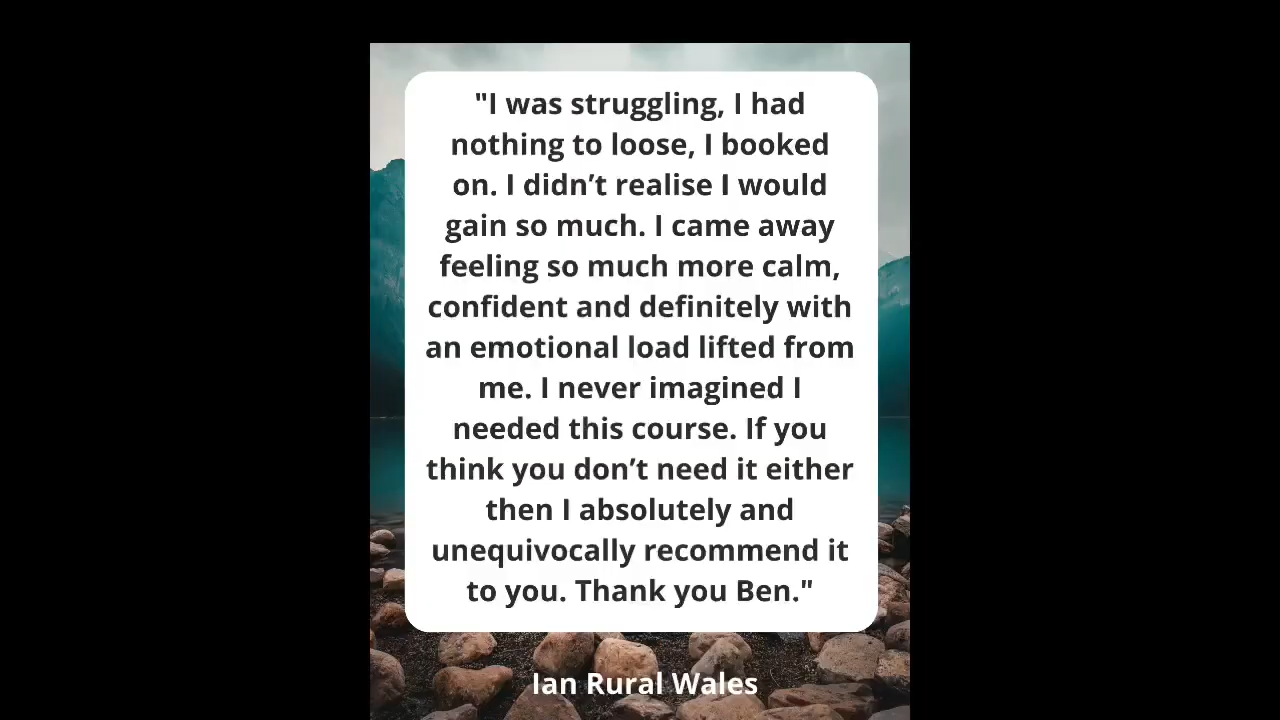 "I was struggling, I had
nothing to loose, I booked
on. I didn’t realise I would
gain so much. I came away
feeling so much more calm,
confident and definitely with
an emotional load lifted from
me. I never imagined I
needed this course. If you
think you don’t need it either
then I absolutely and
unequivocally recommend it
to you. Thank you Ben."
Ian Rural Wales